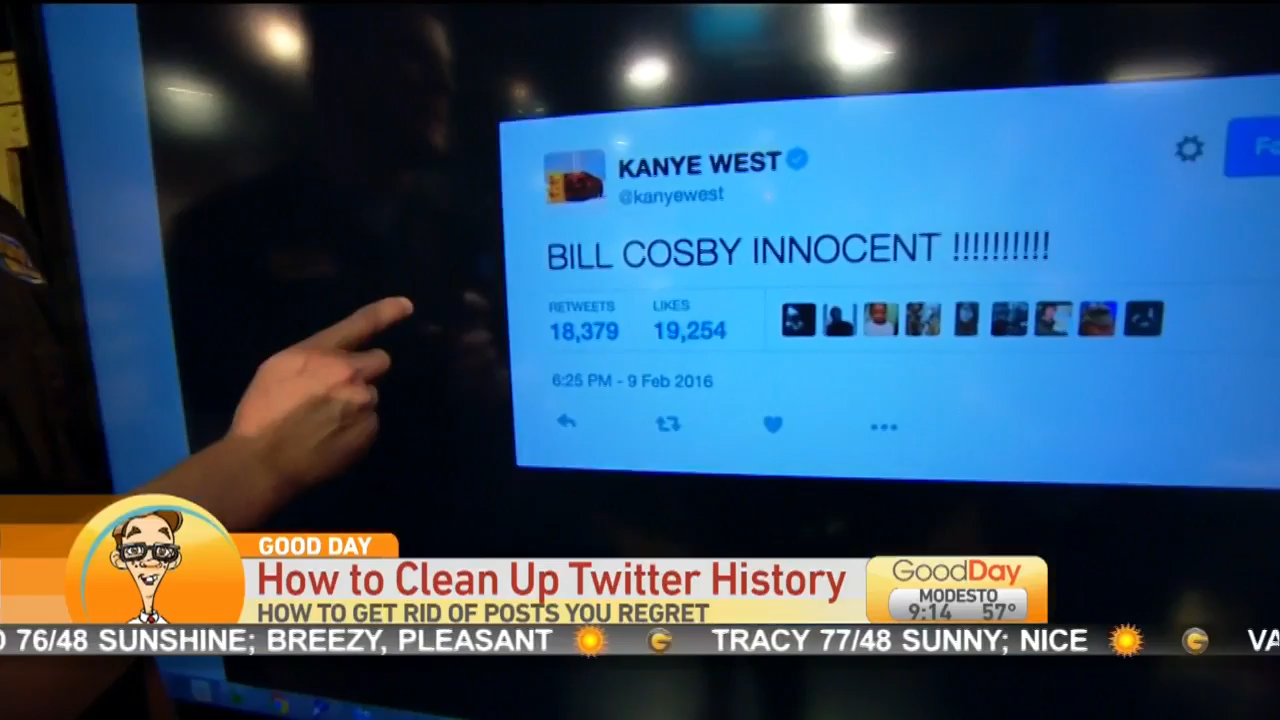 KANYE WEST
@kanyewest
BILL COSBY INNOCENT !!!!!!!!!!
RETWEETS
LIKES
18,379
19,254
6:25 PM - 9 Feb 2016
GOOD DAY
How to Clean Up Twitter History
HOW TO GET RID OF POSTS YOU REGRET
GoodDay
MODESTO
9:14 57°
76/48 SUNSHINE; BREEZY, PLEASANT TRACY 77/48 SUNNY; NICE